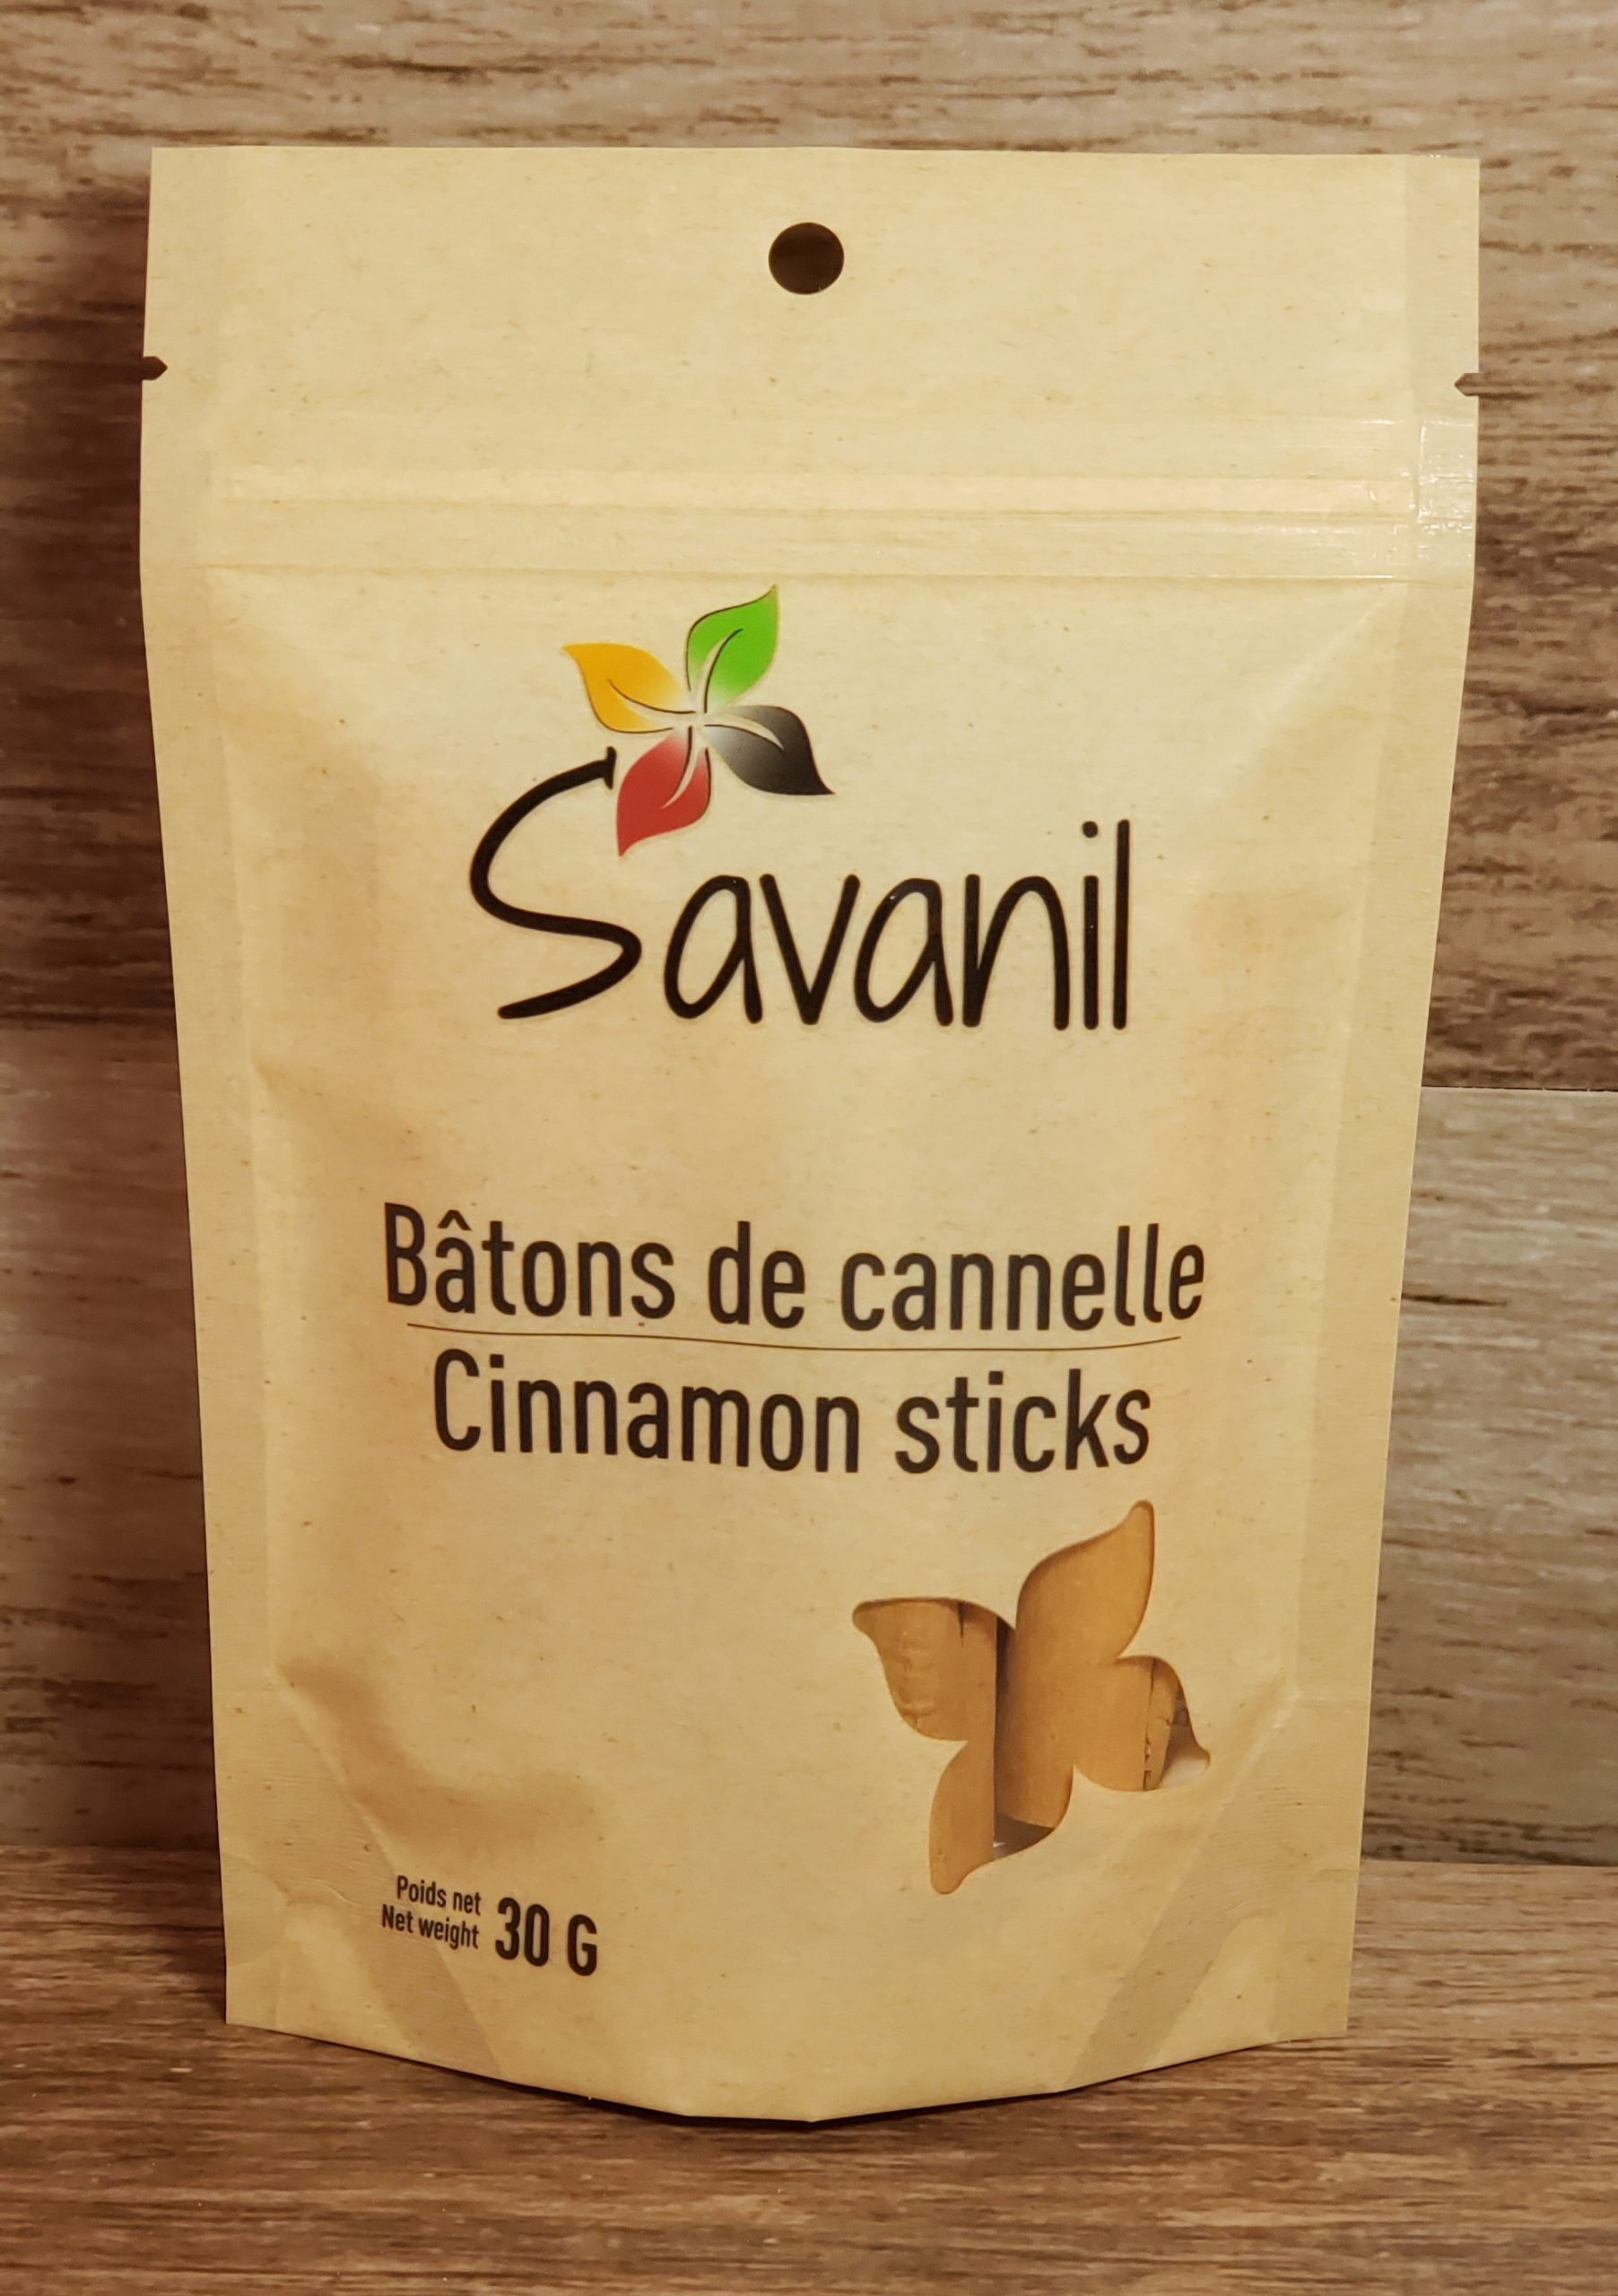 Savanil
Bâtons de cannelle
Cinnamon sticks
Poids net
Net weight
30 G